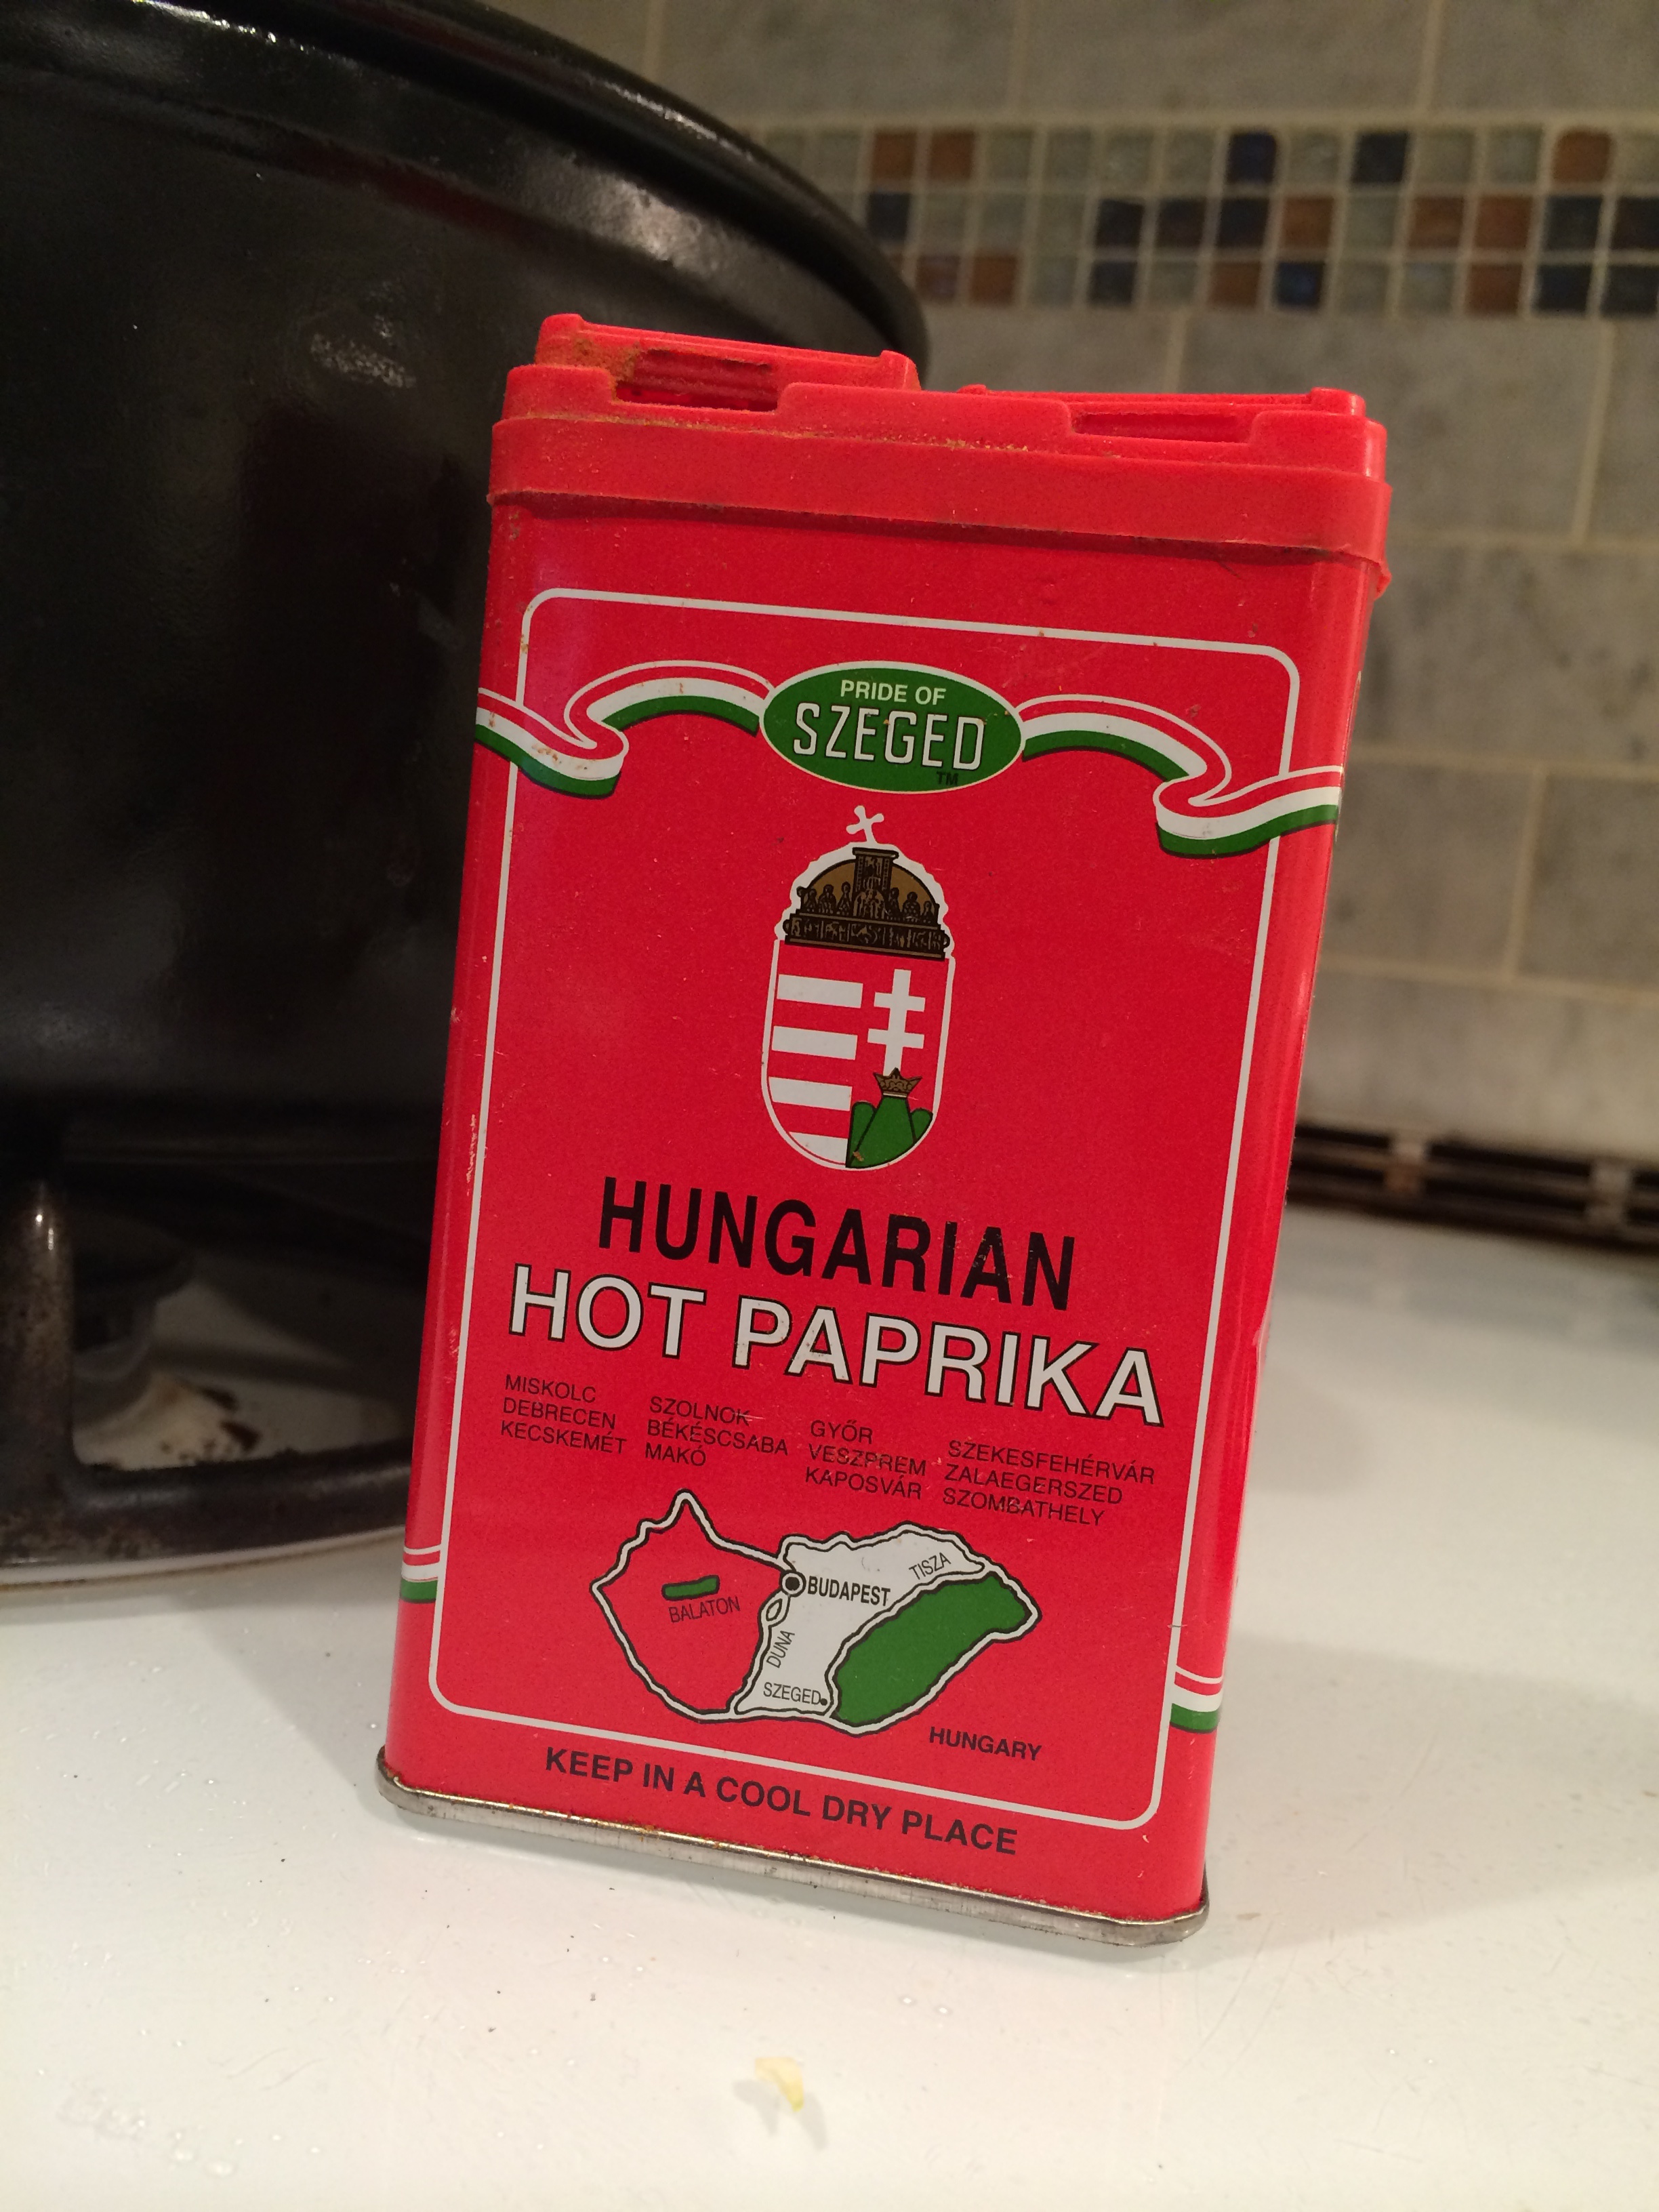 PRIDE OF
SZEGED
TM
HUNGARIAN
HOT PAPRIKA
MISKOLC
DEBRECEN
KECSKEMÉT
SZOLNOK
BÉKÉSCSABA
MAKÓ
GYŐR
VESZPREM
KAPOSVÁR
SZEKESFEHÉRVÁR
ZALAEGERSZED
SZOMBATHELY
TISZA
BUDAPEST
BALATON
DUNA
SZEGED
HUNGARY
KEEP IN A COOL DRY PLACE